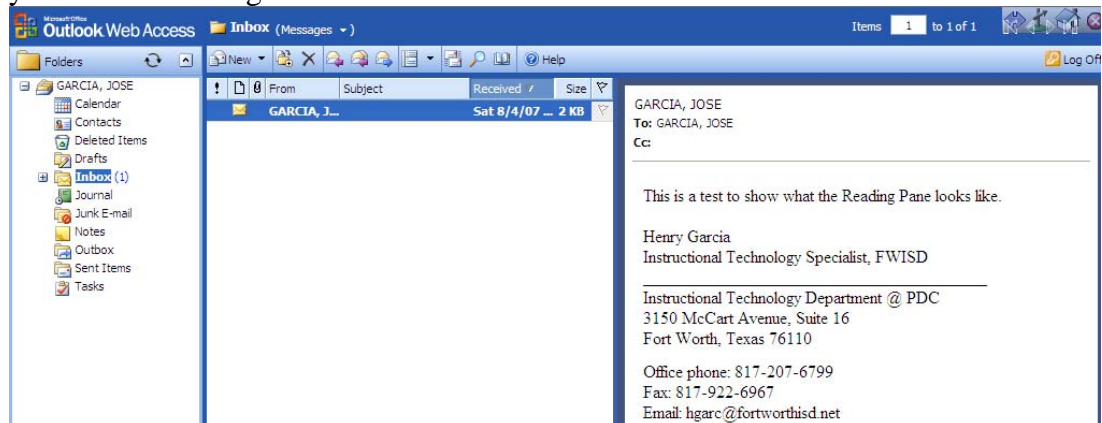 Microsoft Office
Outlook Web Access
Inbox (Messages)
Items 1 to 1 of 1
Folders
New
Help
Log Off
GARCIA, JOSE
Calendar
Contacts
Deleted Items
Drafts
Inbox (1)
Journal
Junk E-mail
Notes
Outbox
Sent Items
Tasks
! From Subject Received Size
GARCIA, J... Sat 8/4/07 ... 2 KB
GARCIA, JOSE
To: GARCIA, JOSE
Cc:
This is a test to show what the Reading Pane looks like.
Henry Garcia
Instructional Technology Specialist, FWISD
Instructional Technology Department @ PDC
3150 McCart Avenue, Suite 16
Fort Worth, Texas 76110
Office phone: 817-207-6799
Fax: 817-922-6967
Email: hgarc@fortworthisd.net